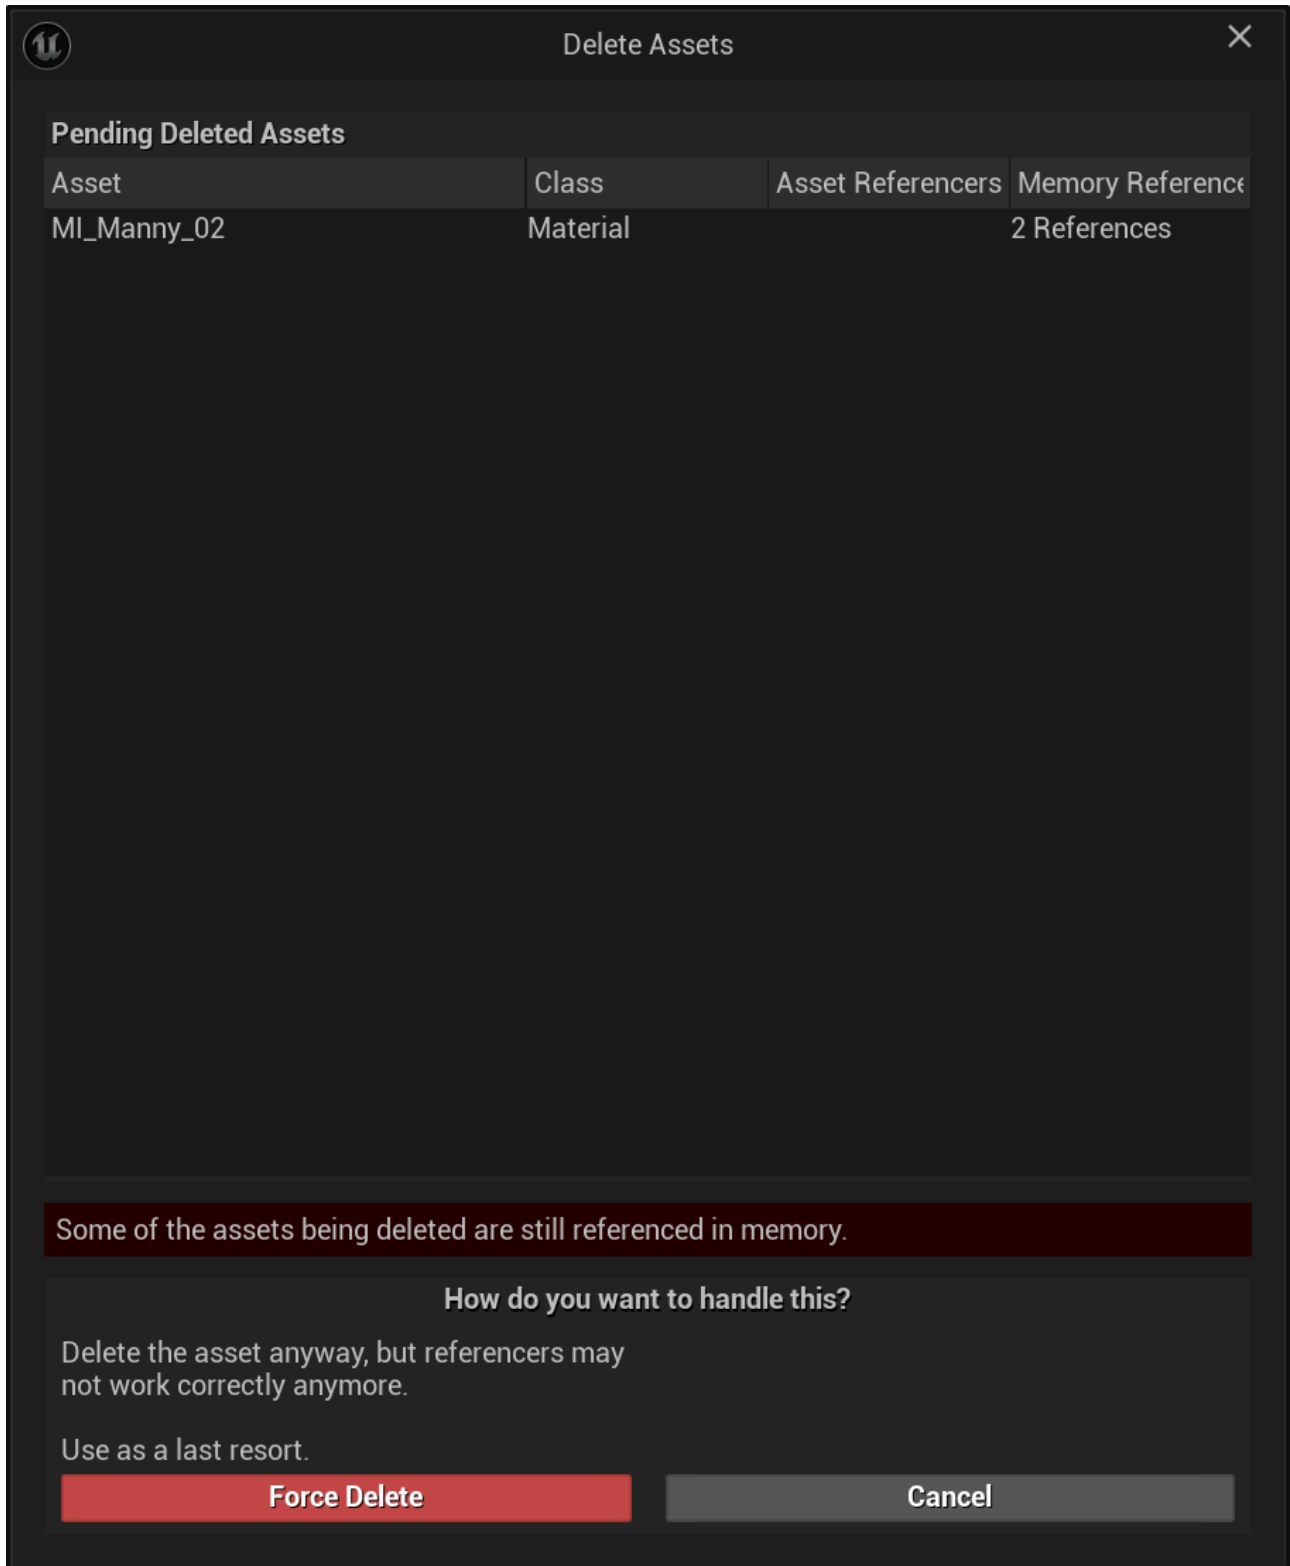 Delete Assets
Pending Deleted Assets
Asset Class Asset Referencers Memory Reference
MI_Manny_02 Material 2 References
Some of the assets being deleted are still referenced in memory.
How do you want to handle this?
Delete the asset anyway, but referencers may
not work correctly anymore.
Use as a last resort.
Force Delete Cancel